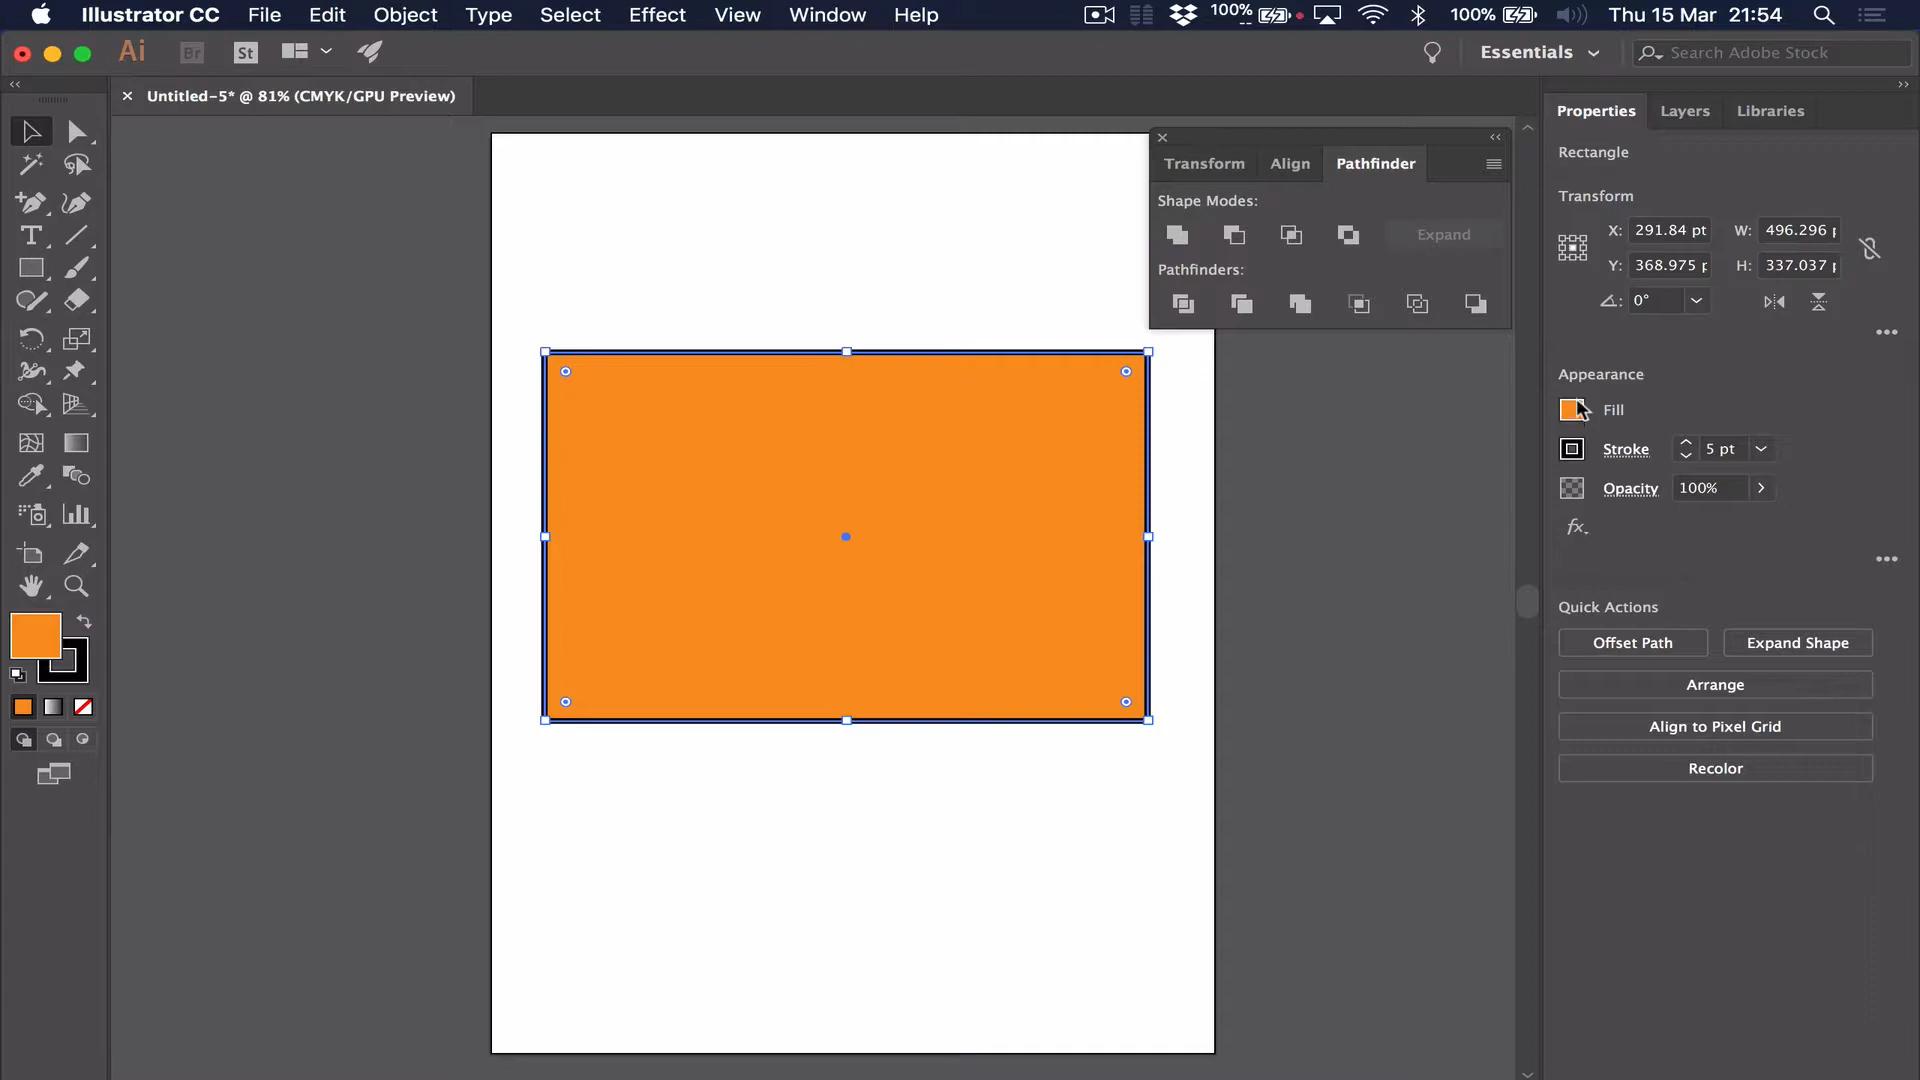 Illustrator CC File Edit Object Type Select Effect View Window Help 100% 100% Thu 15 Mar 21:54
Ai Br St Essentials Search Adobe Stock
× Untitled-5* @ 81% (CMYK/GPU Preview)
Properties Layers Libraries
Rectangle
Transform Align Pathfinder
Shape Modes:
Expand
Pathfinders:
Transform
X: 291.84 pt W: 496.296
Y: 368.975 H: 337.037
0°
Appearance
Fill
Stroke 5 pt
Opacity 100%
fx.
Quick Actions
Offset Path Expand Shape
Arrange
Align to Pixel Grid
Recolor